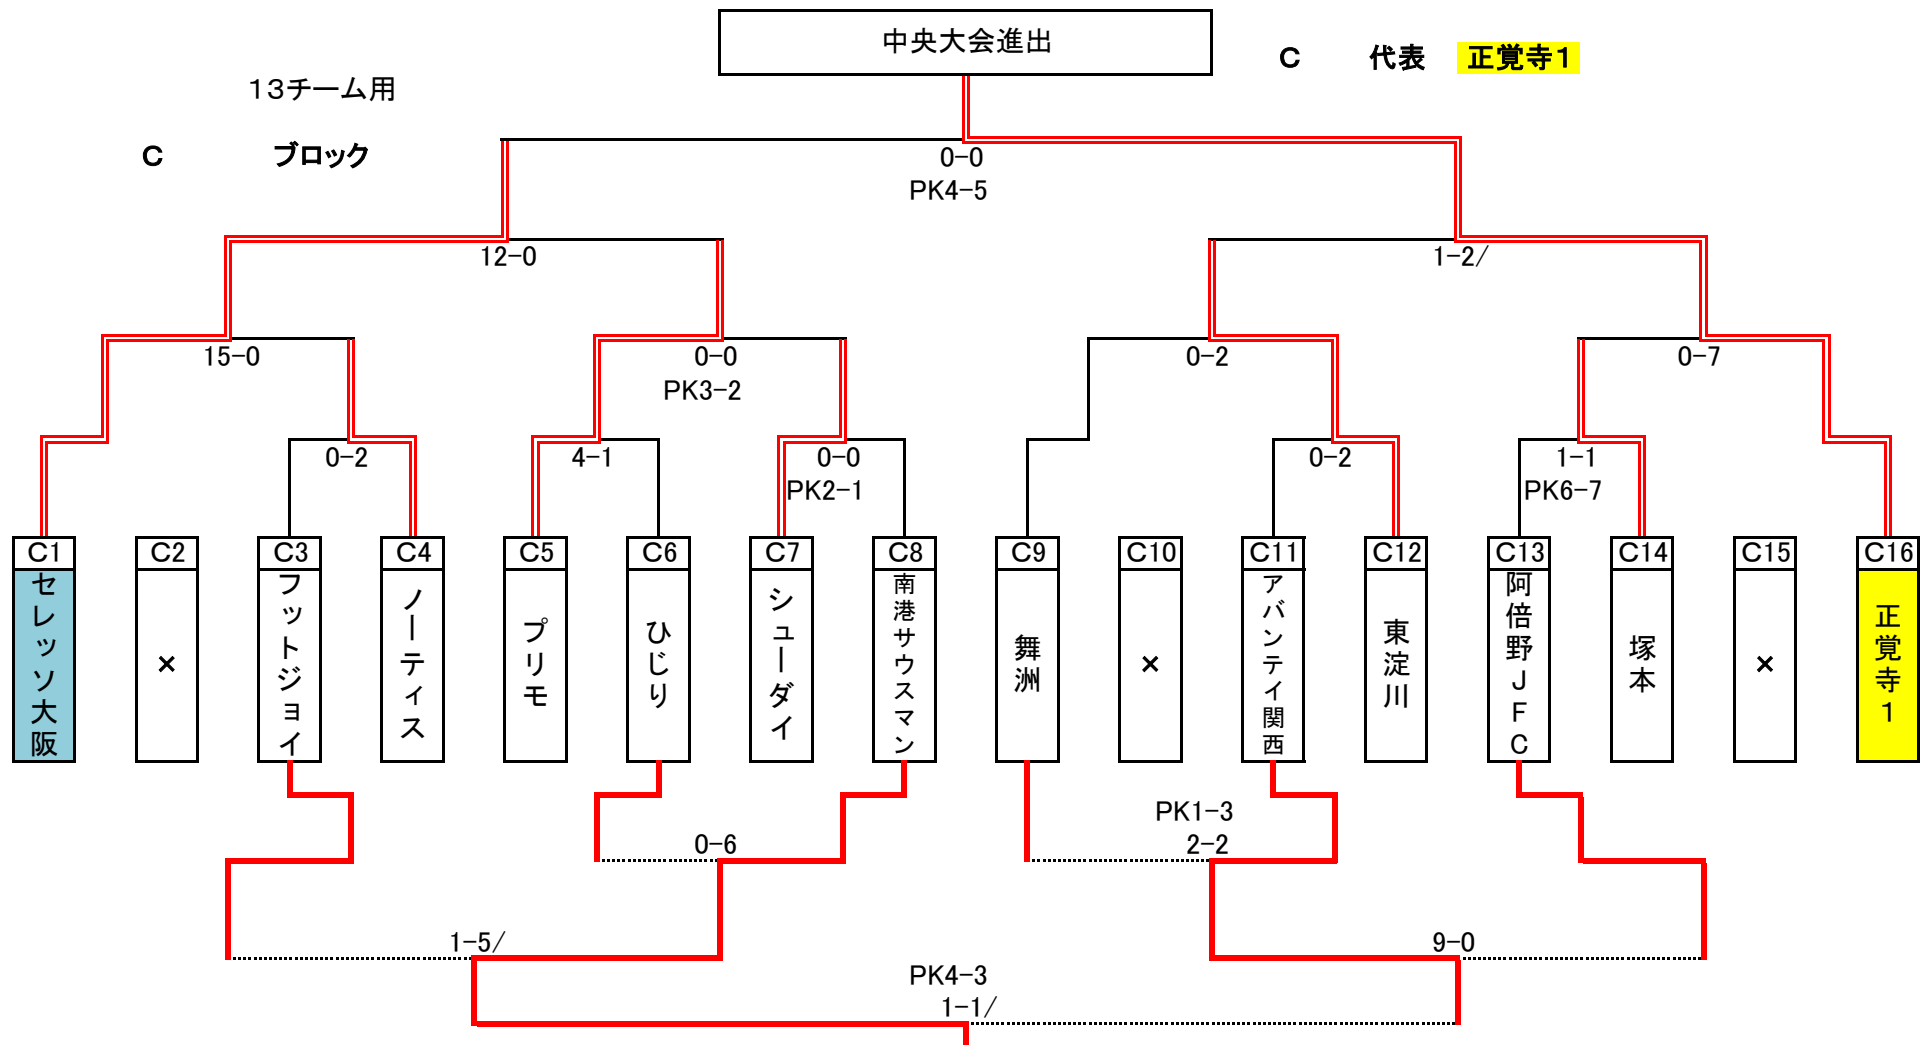 中央大会進出
C 代表 正覚寺1
13チーム用
C ブロック
0-0
PK4-5
12-0
1-2/
15-0
0-0
0-2
0-7
PK3-2
0-2
4-1
0-0
0-2
1-1
PK2-1
PK6-7
C1 C2 C3 C4 C5 C6 C7 C8 C9 C10 C11 C12 C13 C14 C15 C16
セレッソ大阪
×
フットジョイ
ノーティス
プリモ
ひじり
シューダイ
南港サウスマン
舞洲
×
アバンテイ関西
東淀川
阿倍野JFC
塚本
×
正覚寺1
PK1-3
0-6
2-2
1-5/
9-0
PK4-3
1-1/